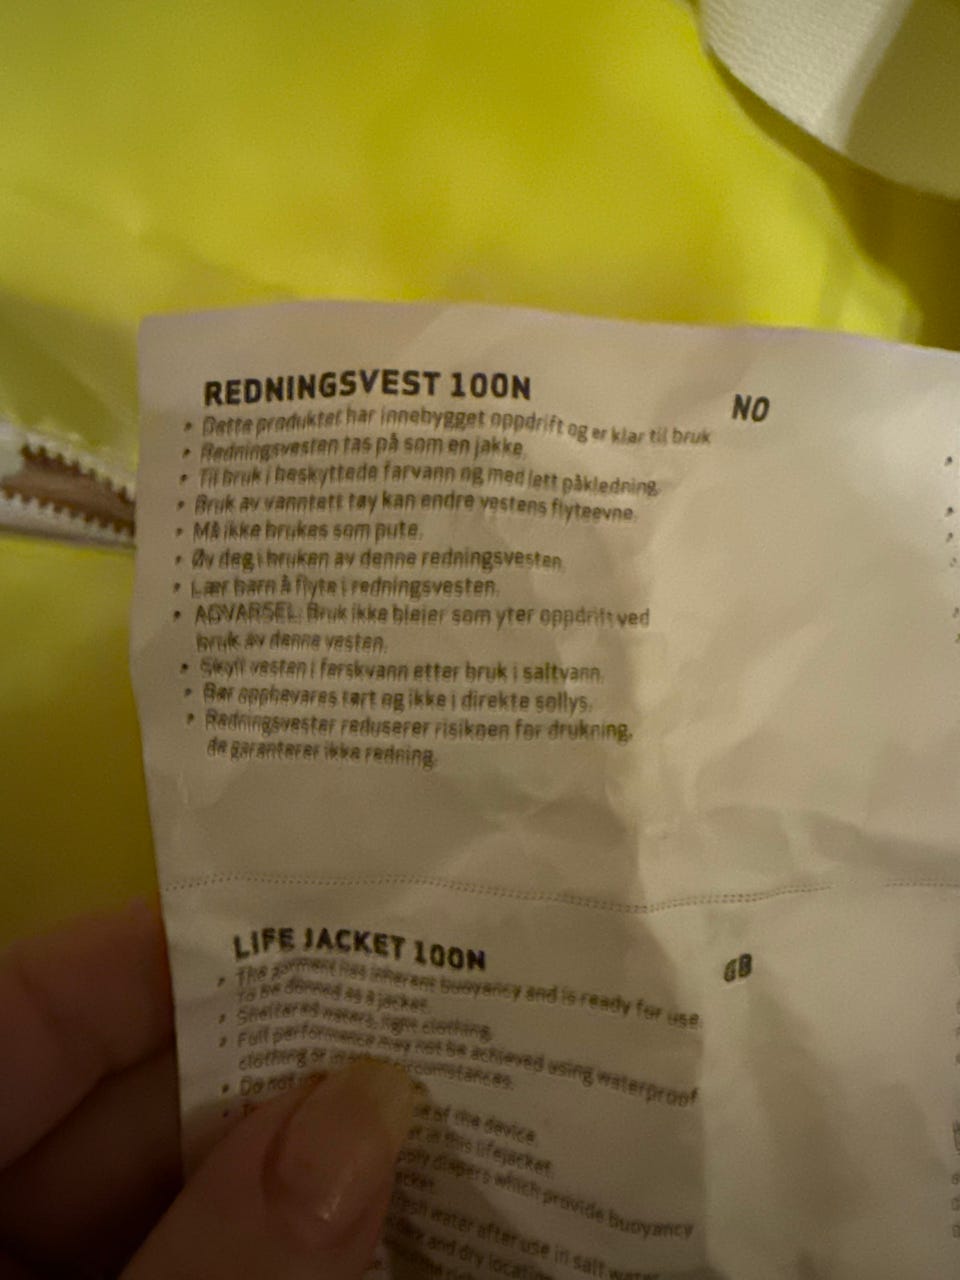 REDNINGSVEST 100N
NO
• Dette produktet har innebygget oppdrift og er klar til bruk
• Redningsvesten tas på som en jakke.
• Til bruk i beskyttede farvann og med lett påkledning.
• Bruk av vanntett tøy kan endre vestens flyteevne.
• Må ikke brukes som pute.
• Øv deg i bruken av denne redningsvesten.
• Lær barn å flyte i redningsvesten.
• ADVARSEL: Bruk ikke bleier som yter oppdrift ved
bruk av denne vesten.
• Skyll vesten i ferskvann etter bruk i saltvann.
• Bør oppbevares tørt og ikke i direkte sollys.
• Redningsvester reduserer risikoen for drukning,
de garanterer ikke redning.
LIFE JACKET 100N
GB
• The garment has inherent buoyancy and is ready for use.
To be donned as a jacket.
• Sheltered waters, light clothing.
• Full performance may not be achieved using waterproof
clothing or in circumstances.
• Do not use
of the device
in this lifejacket.
diapers which provide buoyancy
water after use in salt water
and dry location